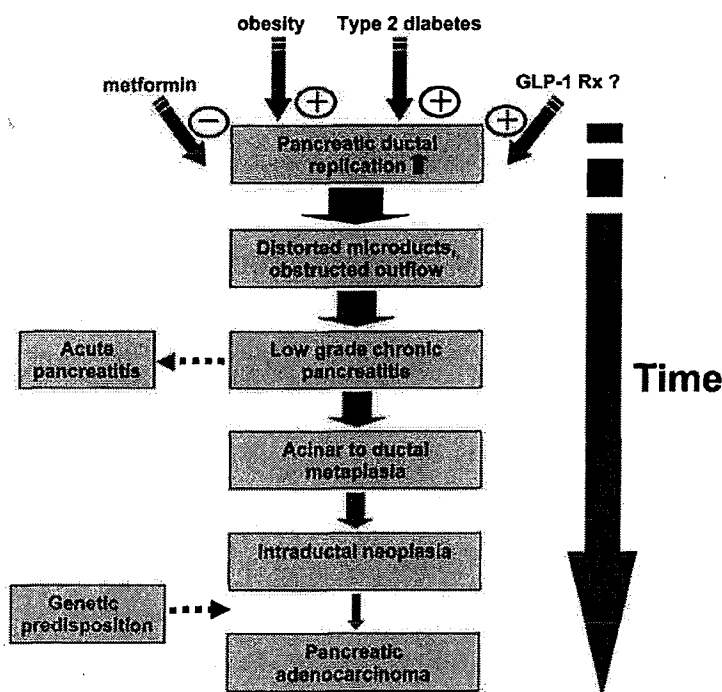 obesity
Type 2 diabetes
metformin
GLP-1 Rx ?
−
+
+
+
Pancreatic ductal
replication ⬆
Distorted microducts,
obstructed outflow
Acute
pancreatitis
Low grade chronic
pancreatitis
Time
Acinar to ductal
metaplasia
Intraductal neoplasia
Genetic
predisposition
Pancreatic
adenocarcinoma